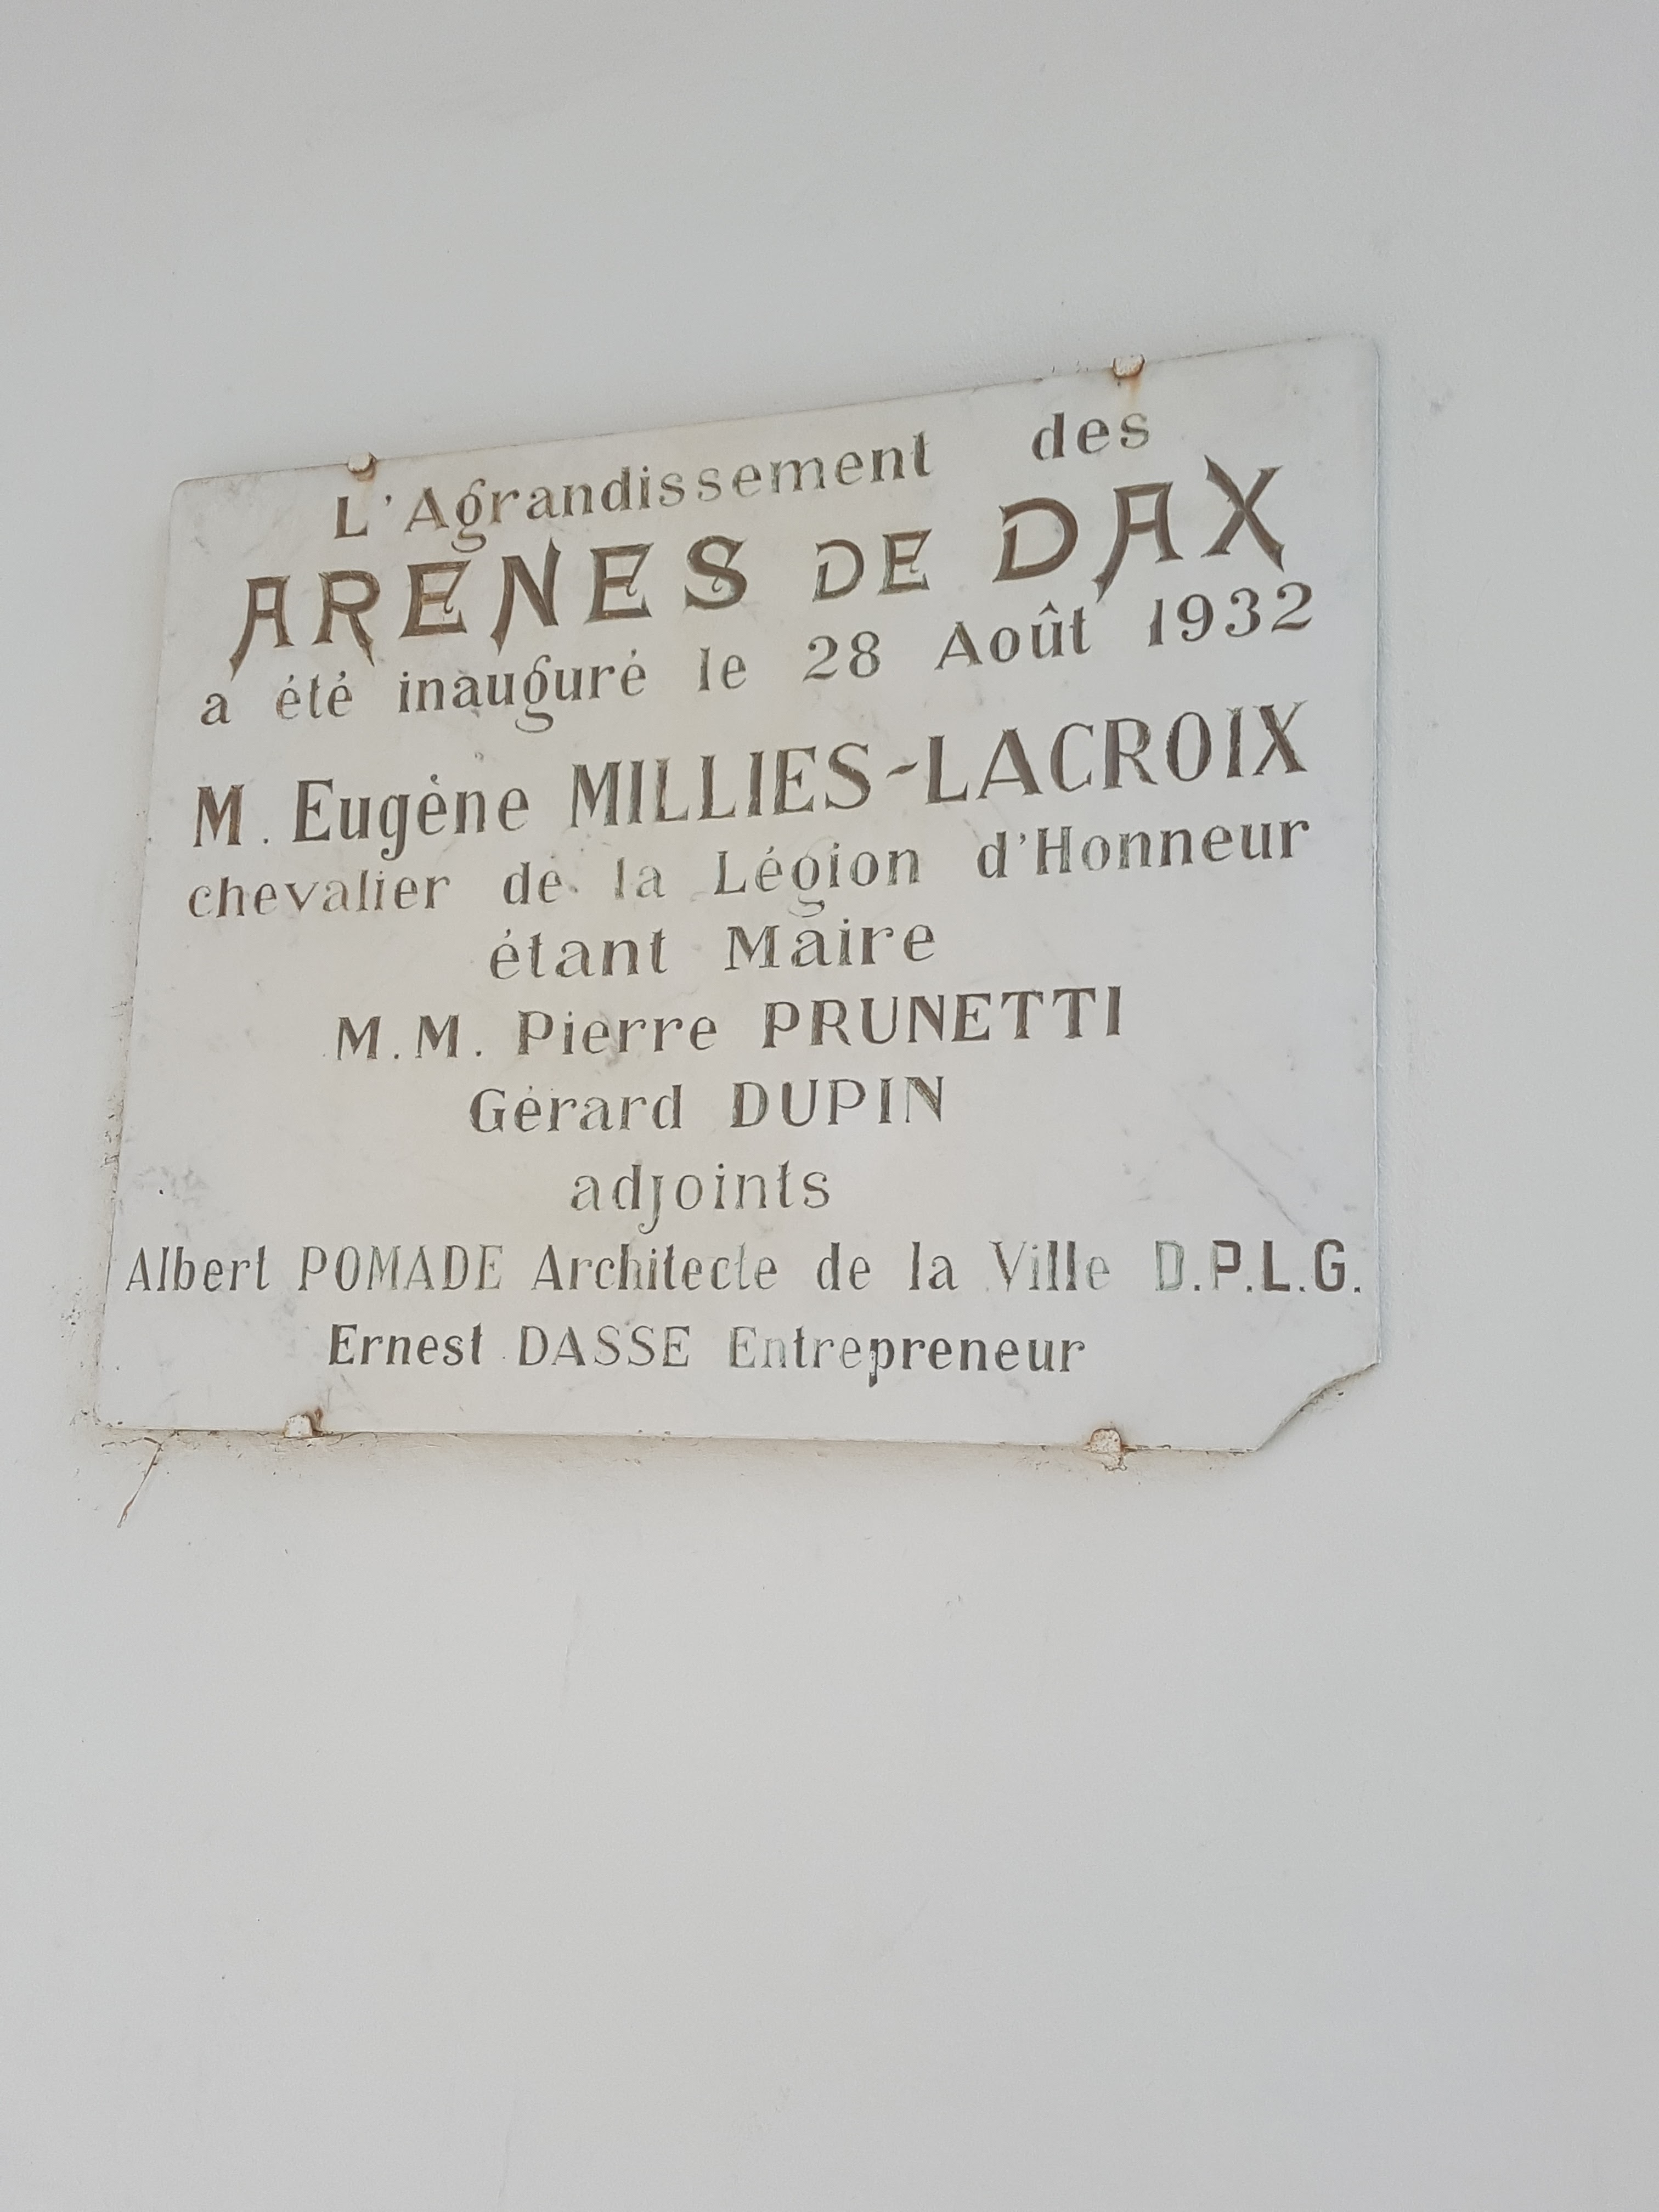 L'Agrandissement des
ARENES DE DAX
a été inauguré le 28 Août 1932
M. Eugène MILLIES-LACROIX
chevalier de la Légion d'Honneur
étant Maire
M.M. Pierre PRUNETTI
Gérard DUPIN
adjoints
Albert POMADE Architecte de la Ville D.P.L.G.
Ernest DASSE Entrepreneur